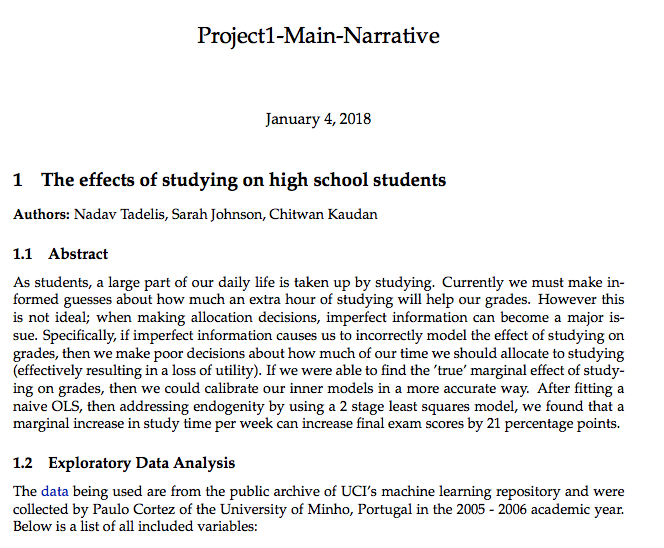 Project1-Main-Narrative
January 4, 2018
1 The effects of studying on high school students
Authors: Nadav Tadelis, Sarah Johnson, Chitwan Kaudan
1.1 Abstract
As students, a large part of our daily life is taken up by studying. Currently we must make in-
formed guesses about how much an extra hour of studying will help our grades. However this
is not ideal; when making allocation decisions, imperfect information can become a major is-
sue. Specifically, if imperfect information causes us to incorrectly model the effect of studying on
grades, then we make poor decisions about how much of our time we should allocate to studying
(effectively resulting in a loss of utility). If we were able to find the 'true' marginal effect of study-
ing on grades, then we could calibrate our inner models in a more accurate way. After fitting a
naive OLS, then addressing endogenity by using a 2 stage least squares model, we found that a
marginal increase in study time per week can increase final exam scores by 21 percentage points.
1.2 Exploratory Data Analysis
The data being used are from the public archive of UCI's machine learning repository and were
collected by Paulo Cortez of the University of Minho, Portugal in the 2005 - 2006 academic year.
Below is a list of all included variables: